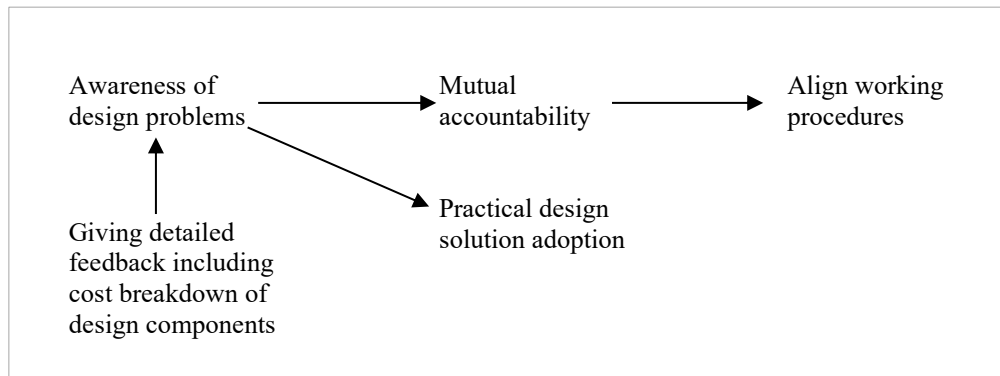 Awareness of
design problems
Mutual
accountability
Align working
procedures
Practical design
solution adoption
Giving detailed
feedback including
cost breakdown of
design components